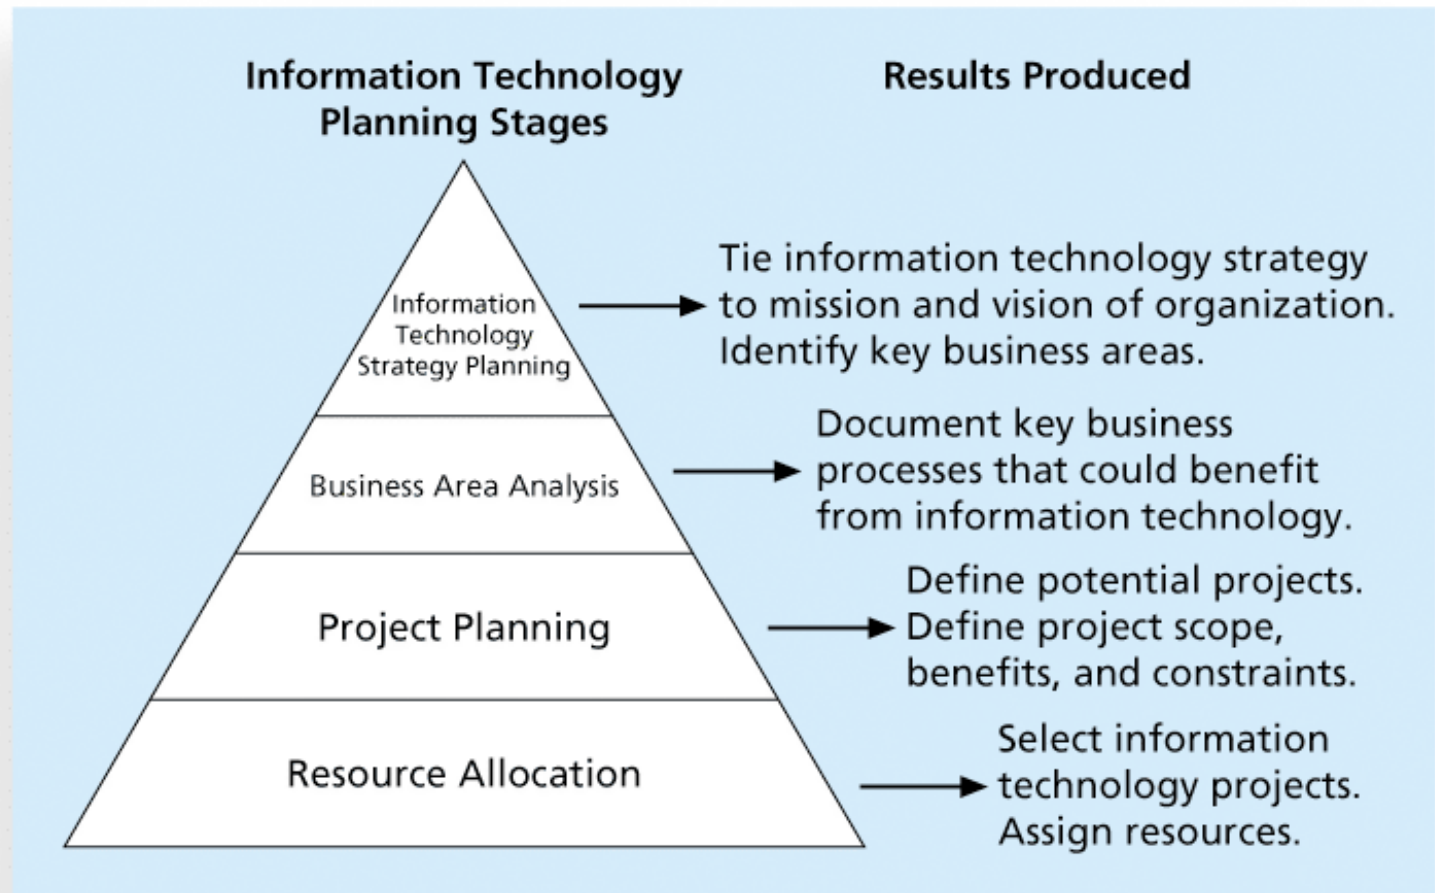 Information Technology
Planning Stages
Results Produced
Information
Technology
Strategy Planning
Tie information technology strategy
to mission and vision of organization.
Identify key business areas.
Business Area Analysis
Document key business
processes that could benefit
from information technology.
Project Planning
Define potential projects.
Define project scope,
benefits, and constraints.
Resource Allocation
Select information
technology projects.
Assign resources.